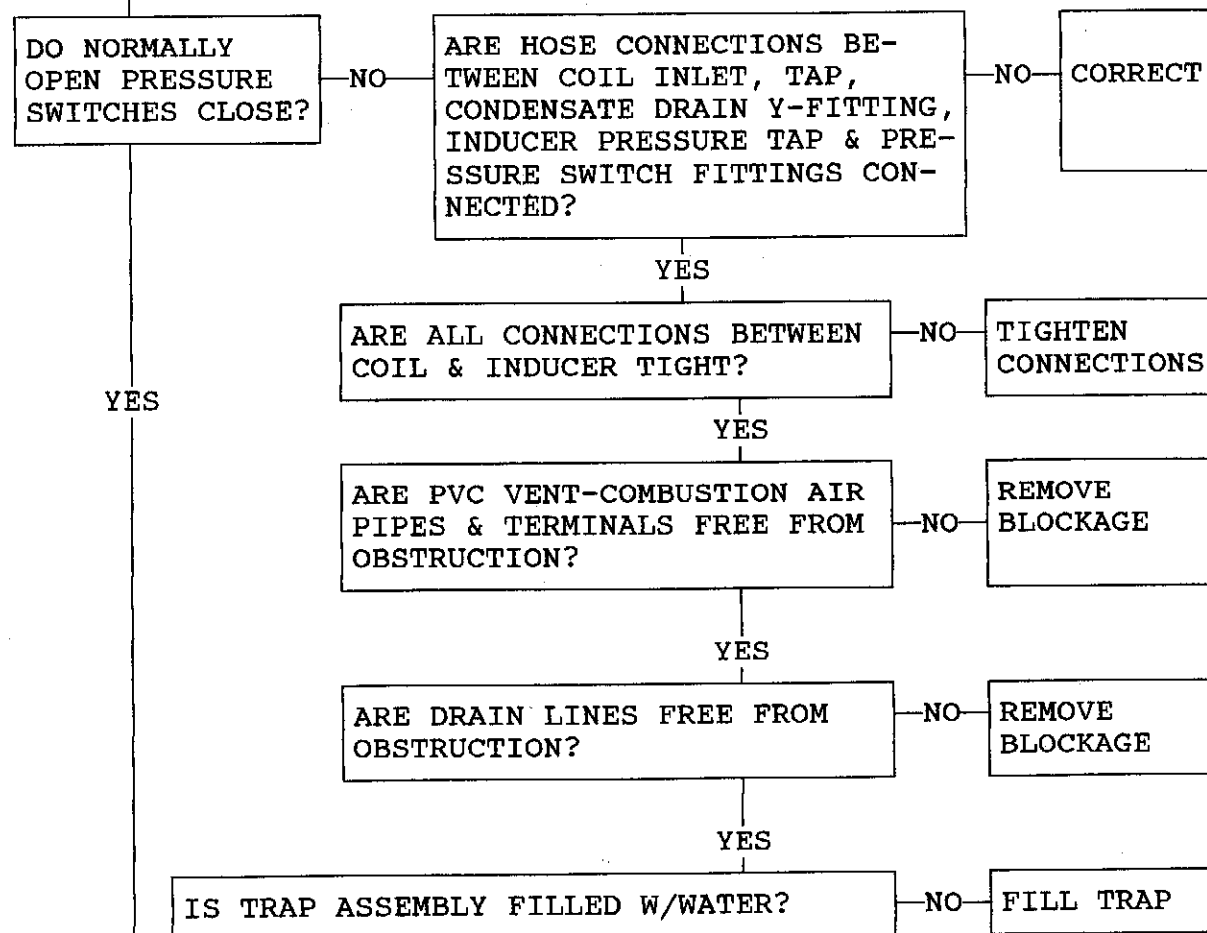 DO NORMALLY
OPEN PRESSURE
SWITCHES CLOSE?
NO
ARE HOSE CONNECTIONS BE-
TWEEN COIL INLET, TAP,
CONDENSATE DRAIN Y-FITTING,
INDUCER PRESSURE TAP & PRE-
SSURE SWITCH FITTINGS CON-
NECTED?
NO
CORRECT
YES
ARE ALL CONNECTIONS BETWEEN
COIL & INDUCER TIGHT?
NO
TIGHTEN
CONNECTIONS
YES
YES
ARE PVC VENT-COMBUSTION AIR
PIPES & TERMINALS FREE FROM
OBSTRUCTION?
NO
REMOVE
BLOCKAGE
YES
ARE DRAIN LINES FREE FROM
OBSTRUCTION?
NO
REMOVE
BLOCKAGE
YES
IS TRAP ASSEMBLY FILLED W/WATER?
NO
FILL TRAP